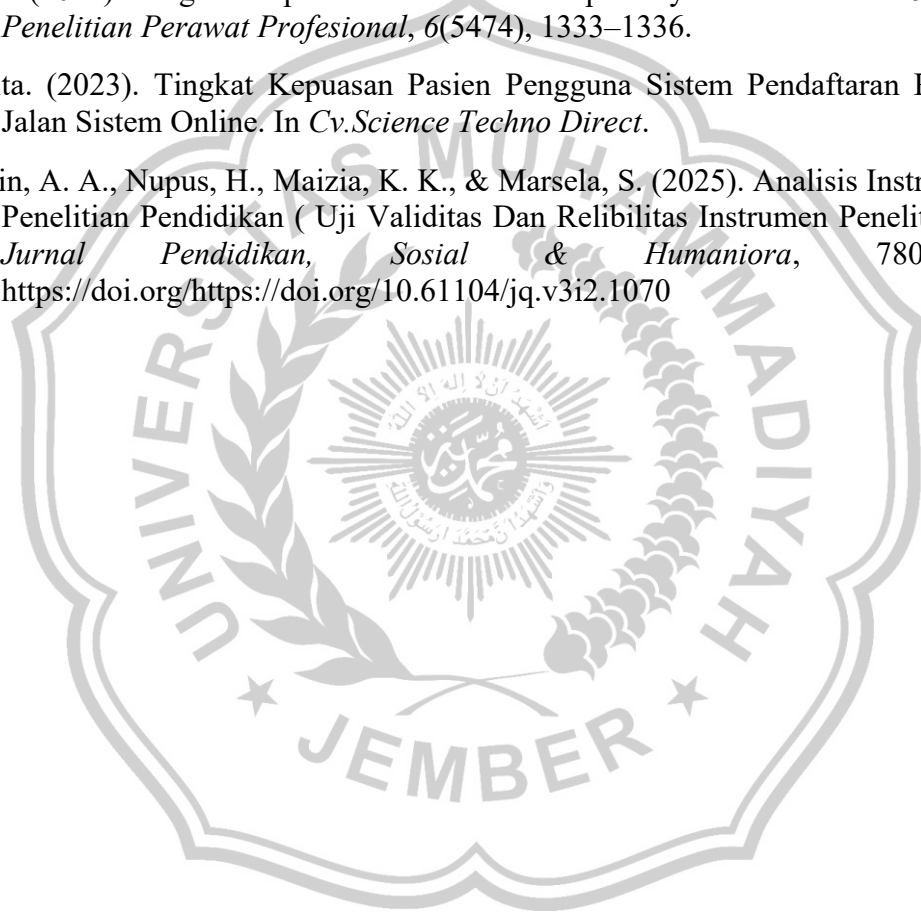 Penelitian Perawat Profesional, 6(5474), 1333–1336.
ta. (2023). Tingkat Kepuasan Pasien Pengguna Sistem Pendaftaran
Jalan Sistem Online. In Cv.Science Techno Direct.
in, A. A., Nupus, H., Maizia, K. K., & Marsela, S. (2025). Analisis Instr
Penelitian Pendidikan ( Uji Validitas Dan Relibilitas Instrumen Penelit
Jurnal Pendidikan, Sosial & Humaniora, 780
https://doi.org/https://doi.org/10.61104/jq.v3i2.1070
UNIVERSITAS MUHAMMADIYAH
JEMBER